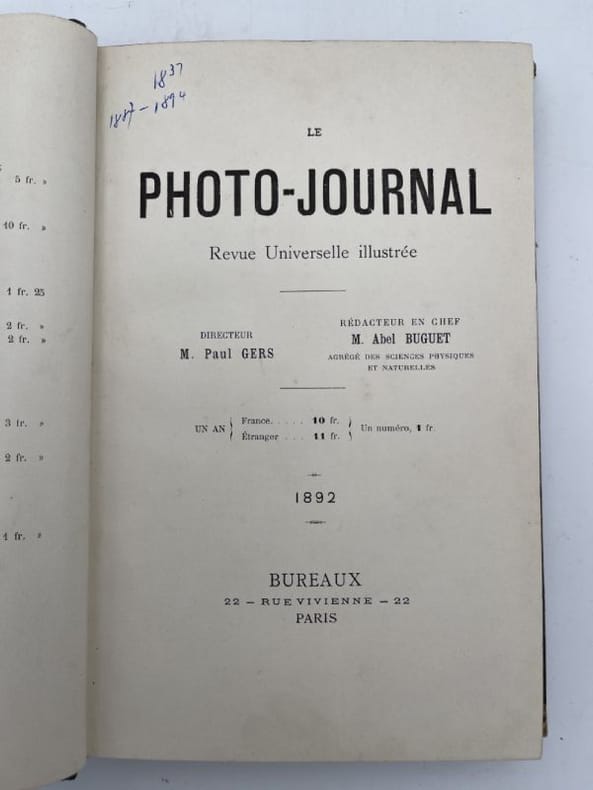 5 fr. »
10 fr. »
1 fr. 25
2 fr. »
2 fr. »
3 fr. »
2 fr. »
1 fr. »
1837
1887 - 1894
LE
PHOTO-JOURNAL
Revue Universelle illustrée
DIRECTEUR
M. Paul GERS
RÉDACTEUR EN CHEF
M. Abel BUGUET
AGRÉGÉ DES SCIENCES PHYSIQUES
ET NATURELLES
UN AN { France. . . . . 10 fr. } Un numéro, 1 fr.
Étranger . . . 11 fr.
1892
BUREAUX
22 — RUE VIVIENNE — 22
PARIS